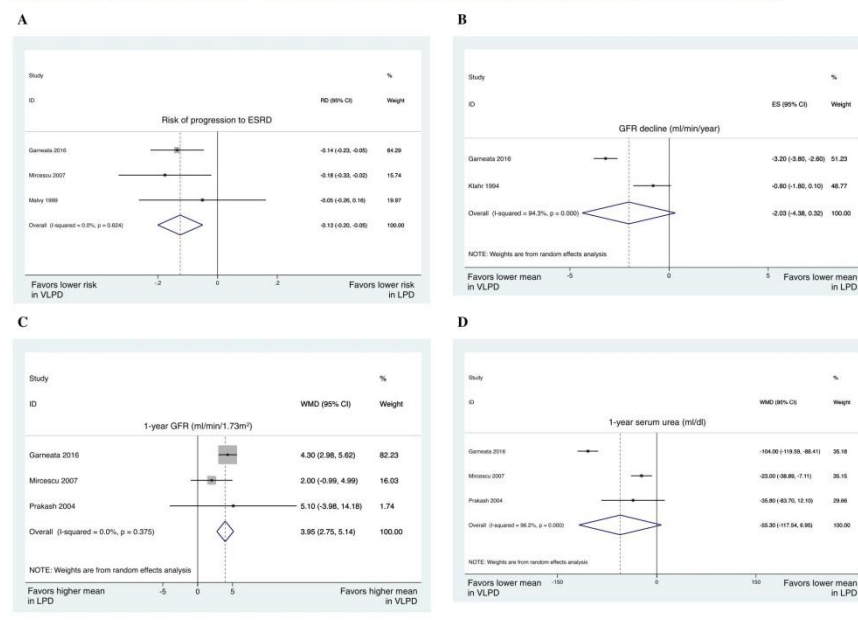 A
Study %
ID RD (95% CI) Weight
Risk of progression to ESRD
Garneata 2016 -0.14 (-0.23, -0.05) 64.29
Mircescu 2007 -0.18 (-0.33, -0.02) 15.74
Malvy 1999 -0.05 (-0.26, 0.16) 19.97
Overall (I-squared = 0.0%, p = 0.624) -0.13 (-0.20, -0.05) 100.00
-.2 0 .2
Favors lower risk Favors lower risk
in VLPD in LPD
B
Study %
ID ES (95% CI) Weight
GFR decline (ml/min/year)
Garneata 2016 -3.20 (-3.80, -2.60) 51.23
Klahr 1994 -0.80 (-1.80, 0.10) 48.77
Overall (I-squared = 94.3%, p = 0.000) -2.03 (-4.38, 0.32) 100.00
NOTE: Weights are from random effects analysis
-5 0 5
Favors lower mean Favors lower mean
in VLPD in LPD
C
Study %
ID WMD (95% CI) Weight
1-year GFR (ml/min/1.73m²)
Garneata 2016 4.30 (2.98, 5.62) 82.23
Mircescu 2007 2.00 (-0.99, 4.99) 16.03
Prakash 2004 5.10 (-3.98, 14.18) 1.74
Overall (I-squared = 0.0%, p = 0.375) 3.95 (2.75, 5.14) 100.00
NOTE: Weights are from random effects analysis
-5 0 5
Favors higher mean Favors higher mean
in LPD in VLPD
D
Study %
ID WMD (95% CI) Weight
1-year serum urea (ml/dl)
Garneata 2016 -104.00 (-119.59, -88.41) 35.18
Mircescu 2007 -23.00 (-38.89, -7.11) 35.15
Prakash 2004 -35.80 (-83.70, 12.10) 29.66
Overall (I-squared = 96.2%, p = 0.000) -55.30 (-117.54, 6.95) 100.00
NOTE: Weights are from random effects analysis
-150 0 150
Favors lower mean Favors lower mean
in VLPD in LPD